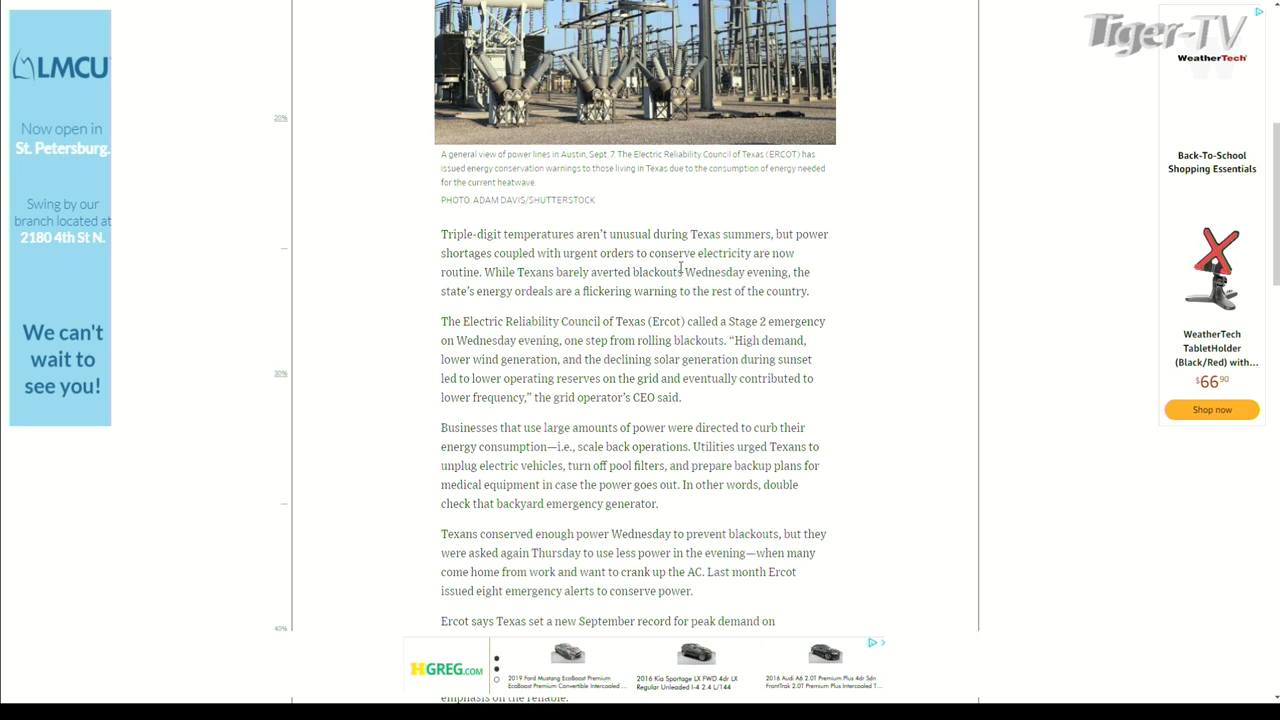 Tiger-TV
LMCU
Now open in
St. Petersburg.
Swing by our
branch located at
2180 4th St N.
We can't
wait to
see you!
20%
30%
40%
A general view of power lines in Austin, Sept. 7. The Electric Reliability Council of Texas (ERCOT) has
issued energy conservation warnings to those living in Texas due to the consumption of energy needed
for the current heatwave.
PHOTO: ADAM DAVIS/SHUTTERSTOCK
Triple-digit temperatures aren't unusual during Texas summers, but power
shortages coupled with urgent orders to conserve electricity are now
routine. While Texans barely averted blackouts Wednesday evening, the
state's energy ordeals are a flickering warning to the rest of the country.
The Electric Reliability Council of Texas (Ercot) called a Stage 2 emergency
on Wednesday evening, one step from rolling blackouts. “High demand,
lower wind generation, and the declining solar generation during sunset
led to lower operating reserves on the grid and eventually contributed to
lower frequency,” the grid operator's CEO said.
Businesses that use large amounts of power were directed to curb their
energy consumption—i.e., scale back operations. Utilities urged Texans to
unplug electric vehicles, turn off pool filters, and prepare backup plans for
medical equipment in case the power goes out. In other words, double
check that backyard emergency generator.
Texans conserved enough power Wednesday to prevent blackouts, but they
were asked again Thursday to use less power in the evening—when many
come home from work and want to crank up the AC. Last month Ercot
issued eight emergency alerts to conserve power.
Ercot says Texas set a new September record for peak demand on
emphasis on the reliable.
HGREG.COM
2019 Ford Mustang EcoBoost Premium
EcoBoost Premium Convertible Intercooled ...
2016 Kia Sportage LX FWD 4dr LX
Regular Unleaded I-4 2.4 L/144
2016 Audi A6 2.0T Premium Plus 4dr Sdn
FrontTrak 2.0T Premium Plus Intercooled T...
WeatherTech
Back-To-School
Shopping Essentials
WeatherTech
TabletHolder
(Black/Red) with...
$66.90
Shop now